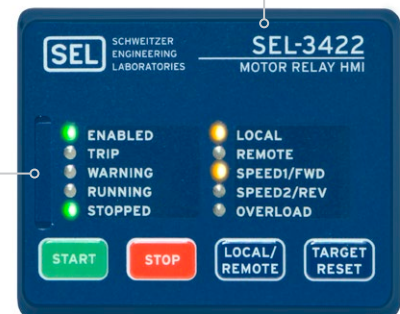 SEL
SCHWEITZER
ENGINEERING
LABORATORIES
SEL-3422
MOTOR RELAY HMI
ENABLED
TRIP
WARNING
RUNNING
STOPPED
LOCAL
REMOTE
SPEED1/FWD
SPEED2/REV
OVERLOAD
START
STOP
LOCAL/
REMOTE
TARGET
RESET